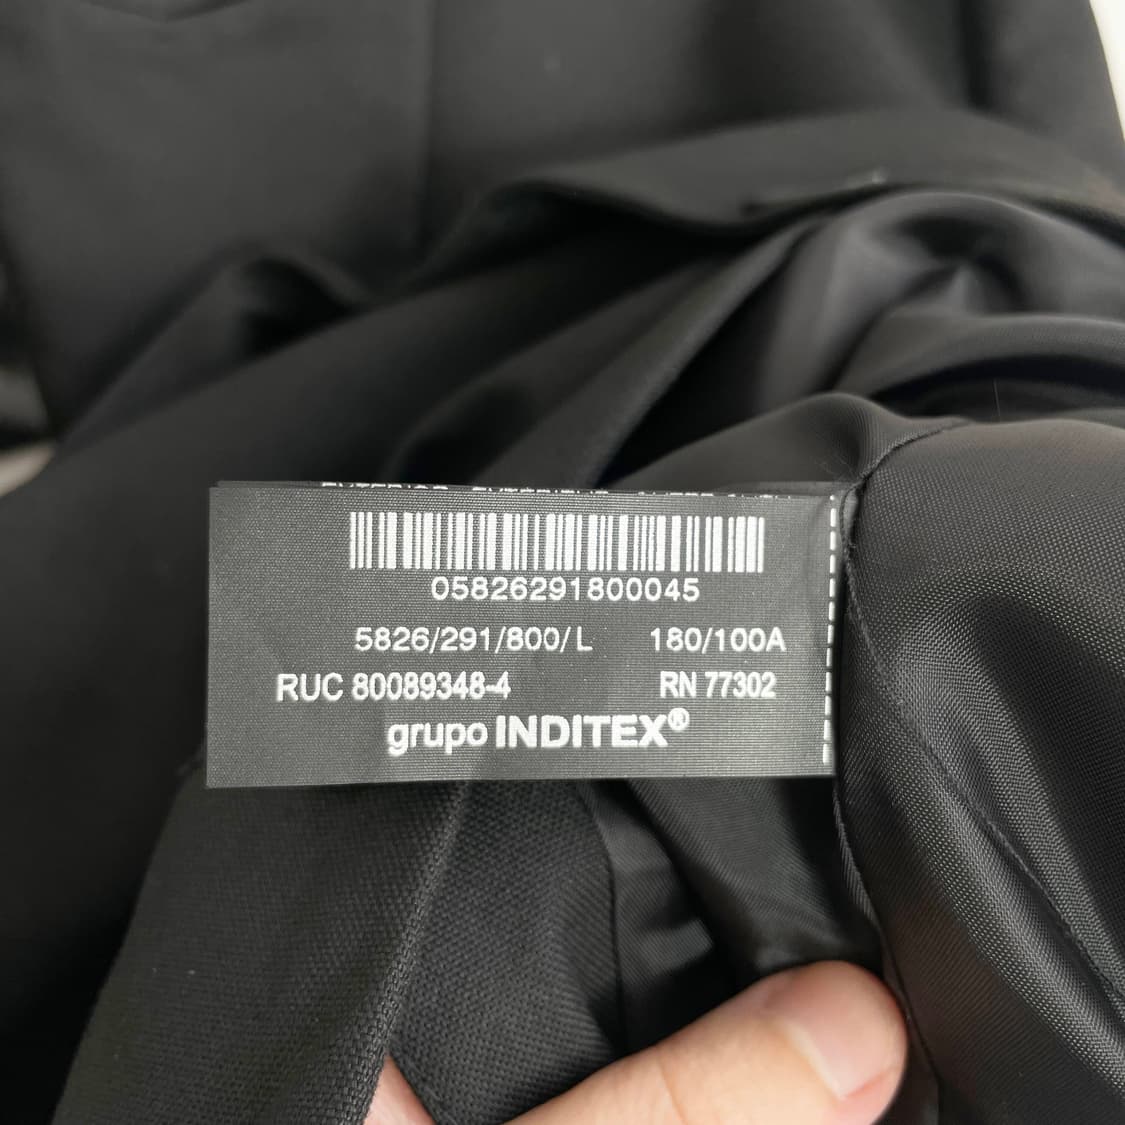 05826291800045
5826/291/800/L 180/100A
RUC 80089348-4 RN 77302
grupo INDITEX®